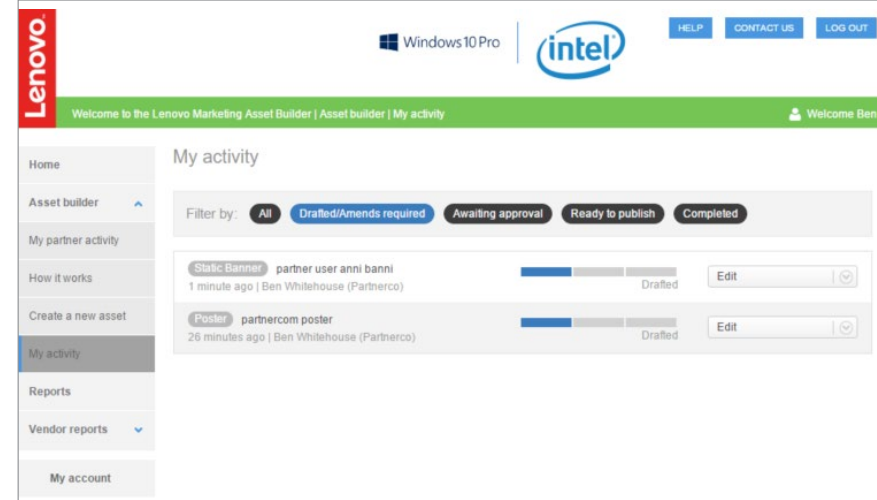 Lenovo
Windows 10 Pro
intel
HELP
CONTACT US
LOG OUT
Welcome to the Lenovo Marketing Asset Builder | Asset builder | My activity
Welcome Ben
Home
Asset builder
My partner activity
How it works
Create a new asset
My activity
Reports
Vendor reports
My account
My activity
Filter by: All Drafted/Amends required Awaiting approval Ready to publish Completed
Static Banner partner user anni banni
1 minute ago | Ben Whitehouse (Partnerco)
Drafted
Edit
Poster partnercom poster
26 minutes ago | Ben Whitehouse (Partnerco)
Drafted
Edit